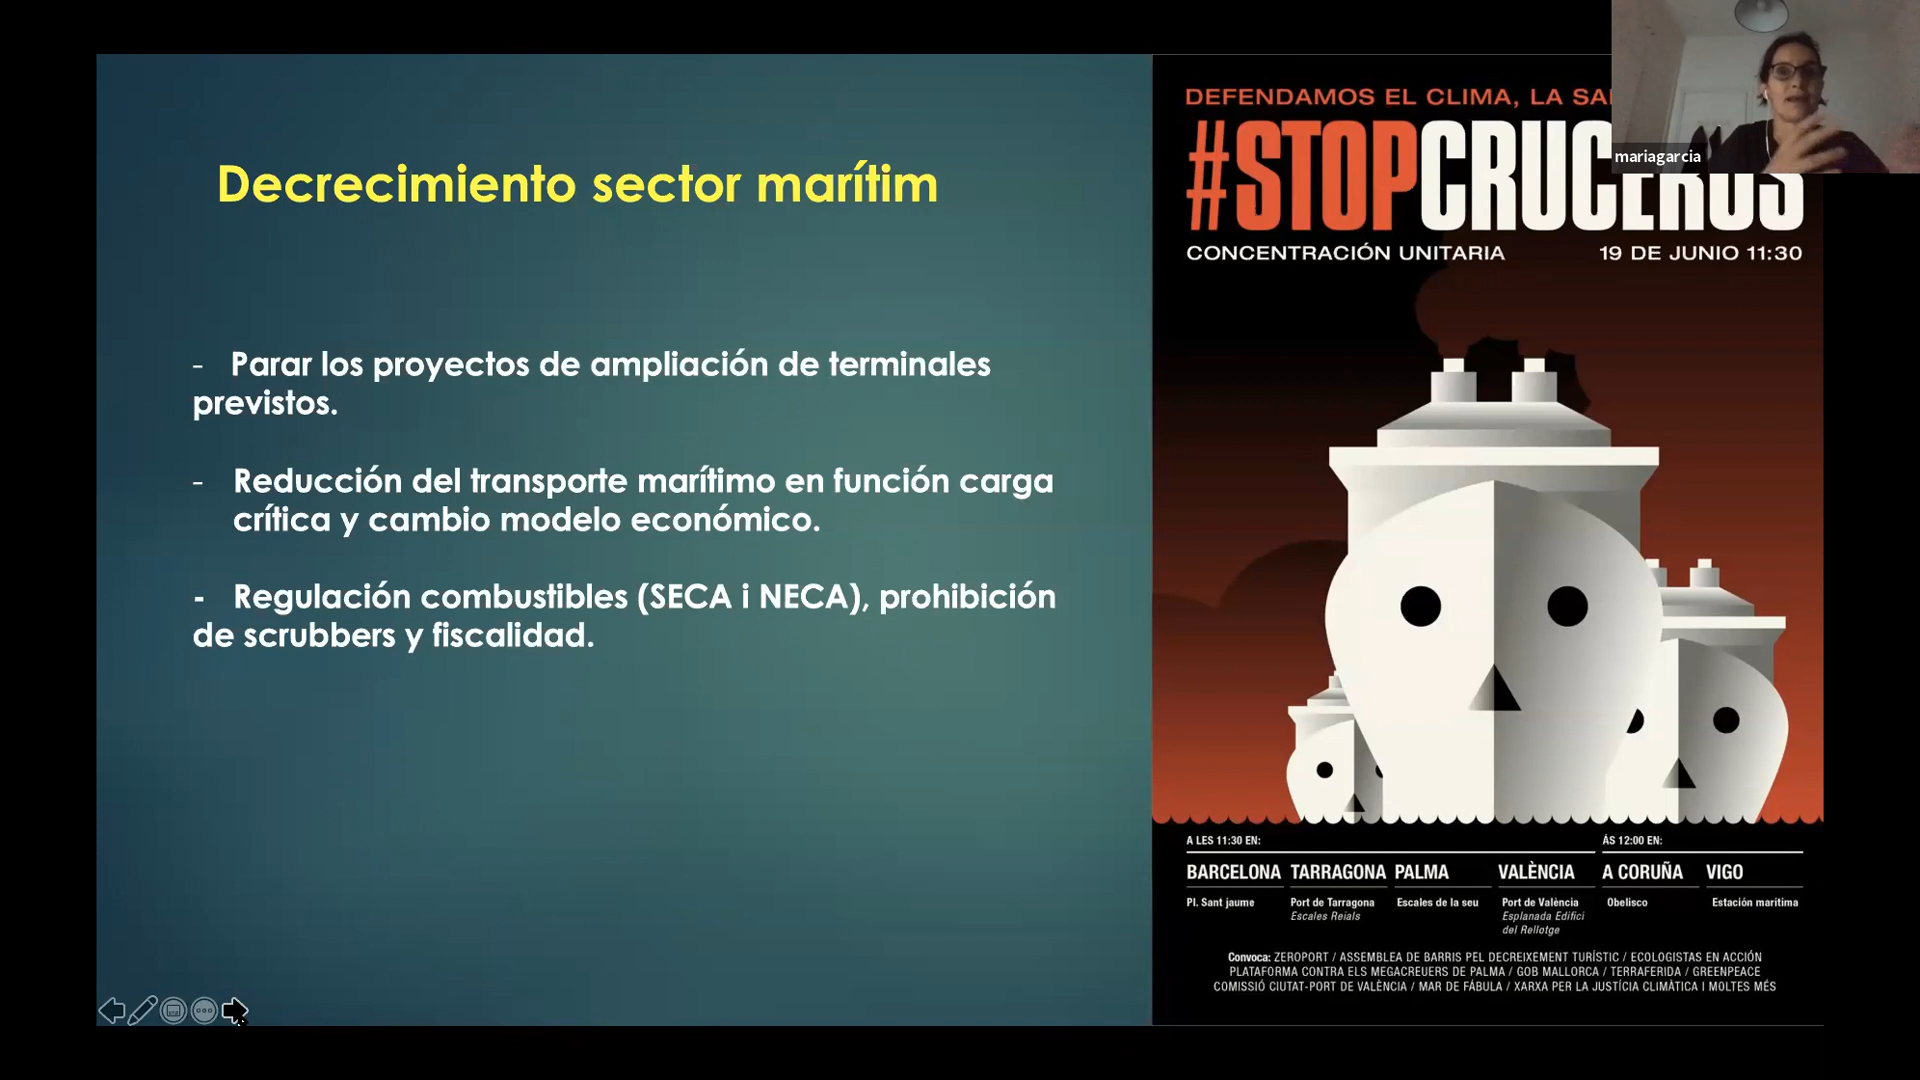 Decrecimiento sector marítim
- Parar los proyectos de ampliación de terminales
previstos.
- Reducción del transporte marítimo en función carga
crítica y cambio modelo económico.
- Regulación combustibles (SECA i NECA), prohibición
de scrubbers y fiscalidad.
DEFENDAMOS EL CLIMA, LA
#STOPCRUCEROS
CONCENTRACIÓN UNITARIA 19 DE JUNIO 11:30
mariagarcia
A LES 11:30 EN: ÁS 12:00 EN:
BARCELONA TARRAGONA PALMA VALÈNCIA A CORUÑA VIGO
Pl. Sant jaume Port de Tarragona Escales de la seu Port de València Obelisco Estación marítima
Escales Reials Esplanada Edifici
del Rellotge
Convoca: ZEROPORT / ASSEMBLEA DE BARRIS PEL DECREIXEMENT TURÍSTIC / ECOLOGISTAS EN ACCIÓN
PLATAFORMA CONTRA ELS MEGACREUERS DE PALMA / GOB MALLORCA / TERRAFERIDA / GREENPEACE
COMISSIÓ CIUTAT-PORT DE VALÈNCIA / MAR DE FÁBULA / XARXA PER LA JUSTÍCIA CLIMÀTICA I MOLTES MÉS